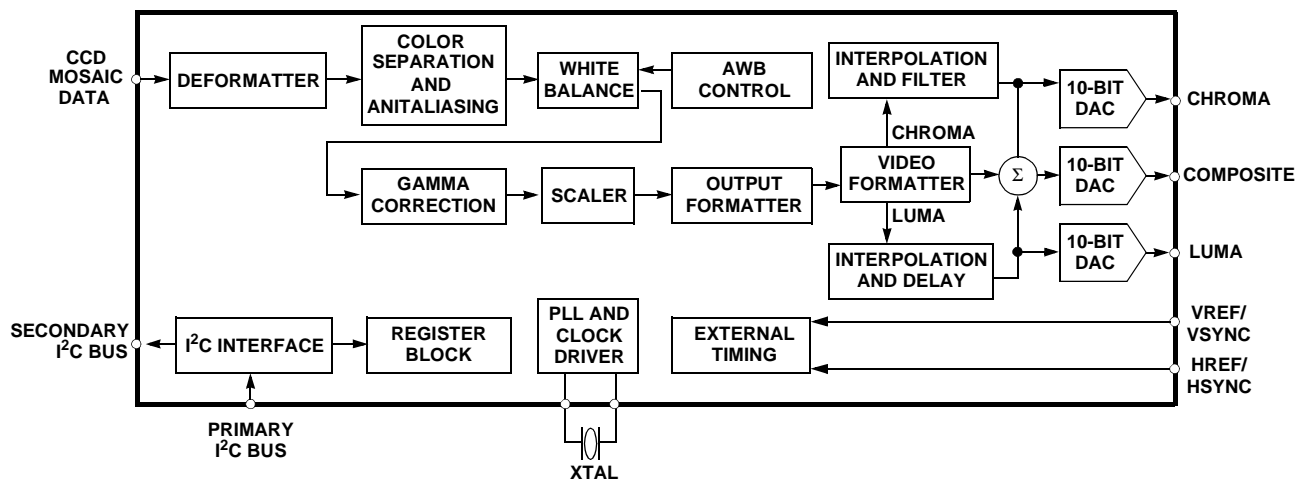 CCD
MOSAIC
DATA
DEFORMATTER
COLOR
SEPARATION
AND
ANITALIASING
WHITE
BALANCE
AWB
CONTROL
INTERPOLATION
AND FILTER
10-BIT
DAC
CHROMA
CHROMA
GAMMA
CORRECTION
SCALER
OUTPUT
FORMATTER
VIDEO
FORMATTER
Σ
10-BIT
DAC
COMPOSITE
LUMA
INTERPOLATION
AND DELAY
10-BIT
DAC
LUMA
SECONDARY
I²C BUS
I²C INTERFACE
REGISTER
BLOCK
PLL AND
CLOCK
DRIVER
EXTERNAL
TIMING
VREF/
VSYNC
HREF/
HSYNC
PRIMARY
I²C BUS
XTAL